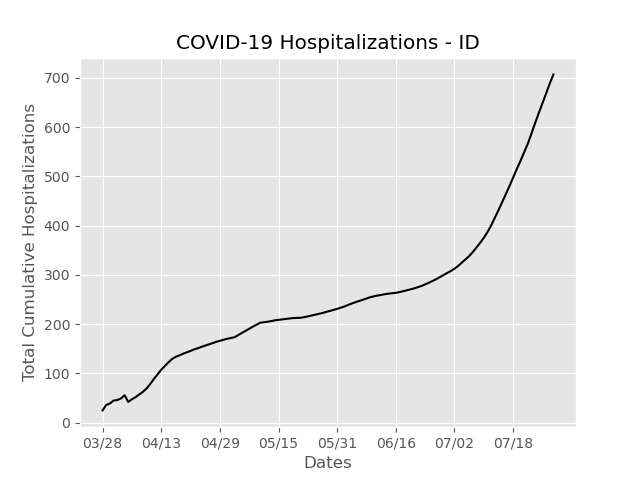 COVID-19 Hospitalizations - ID
Total Cumulative Hospitalizations
700
600
500
400
300
200
100
0
03/28 04/13 04/29 05/15 05/31 06/16 07/02 07/18
Dates